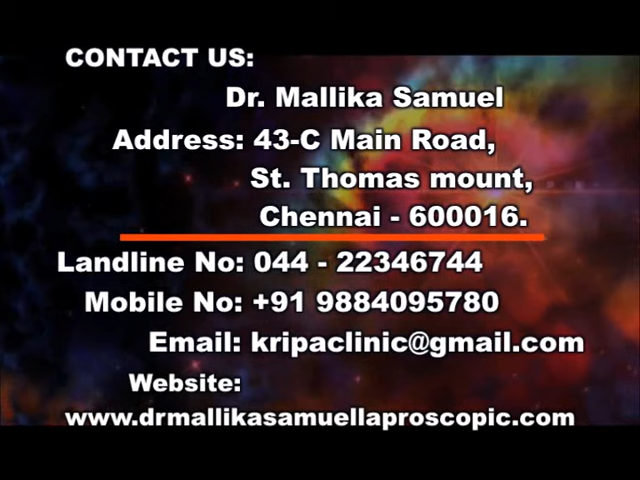 CONTACT US:
Dr. Mallika Samuel
Address: 43-C Main Road,
St. Thomas mount,
Chennai - 600016.
Landline No: 044 - 22346744
Mobile No: +91 9884095780
Email: kripaclinic@gmail.com
Website:
www.drmallikasamuellaproscopic.com